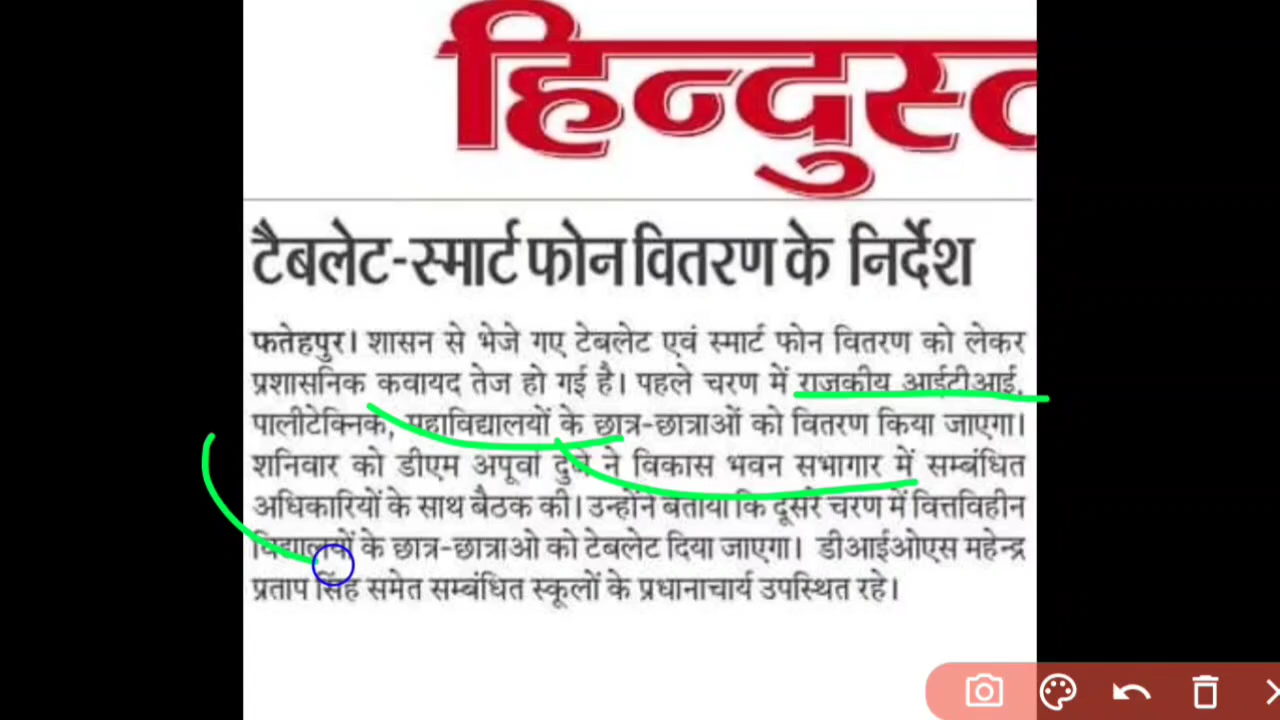 हिन्दुस्त
टैबलेट-स्मार्ट फोन वितरण के निर्देश
फतेहपुर। शासन से भेजे गए टेबलेट एवं स्मार्ट फोन वितरण को लेकर
प्रशासनिक कवायद तेज हो गई है। पहले चरण में राजकीय आईटीआई,
पालीटेक्निक, महाविद्यालयों के छात्र-छात्राओं को वितरण किया जाएगा।
शनिवार को डीएम अपूर्वा दुबे ने विकास भवन सभागार में सम्बंधित
अधिकारियों के साथ बैठक की। उन्होंने बताया कि दूसरे चरण में वित्तविहीन
विद्यालयों के छात्र-छात्राओ को टेबलेट दिया जाएगा। डीआईओएस महेन्द्र
प्रताप सिंह समेत सम्बंधित स्कूलों के प्रधानाचार्य उपस्थित रहे।